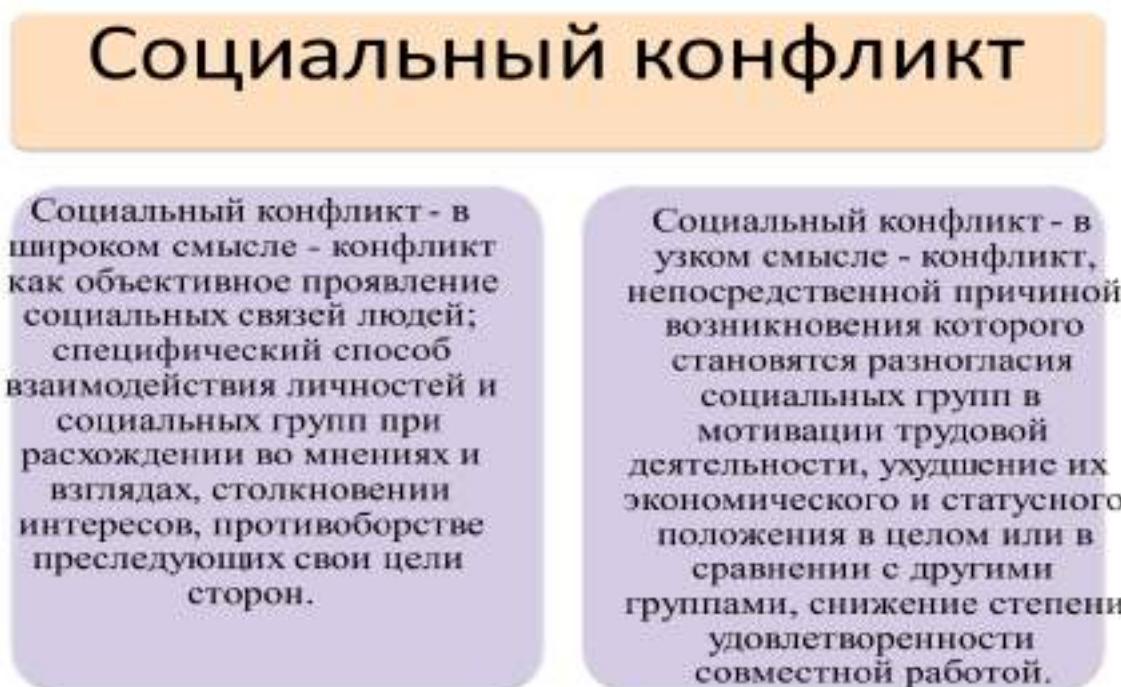 Социальный конфликт
Социальный конфликт - в
широком смысле - конфликт
как объективное проявление
социальных связей людей;
специфический способ
взаимодействия личностей и
социальных групп при
расхождении во мнениях и
взглядах, столкновении
интересов, противоборстве
преследующих свои цели
сторон.
Социальный конфликт - в
узком смысле - конфликт,
непосредственной причиной
возникновения которого
становятся разногласия
социальных групп в
мотивации трудовой
деятельности, ухудшение их
экономического и статусного
положения в целом или в
сравнении с другими
группами, снижение степени
удовлетворенности
совместной работой.